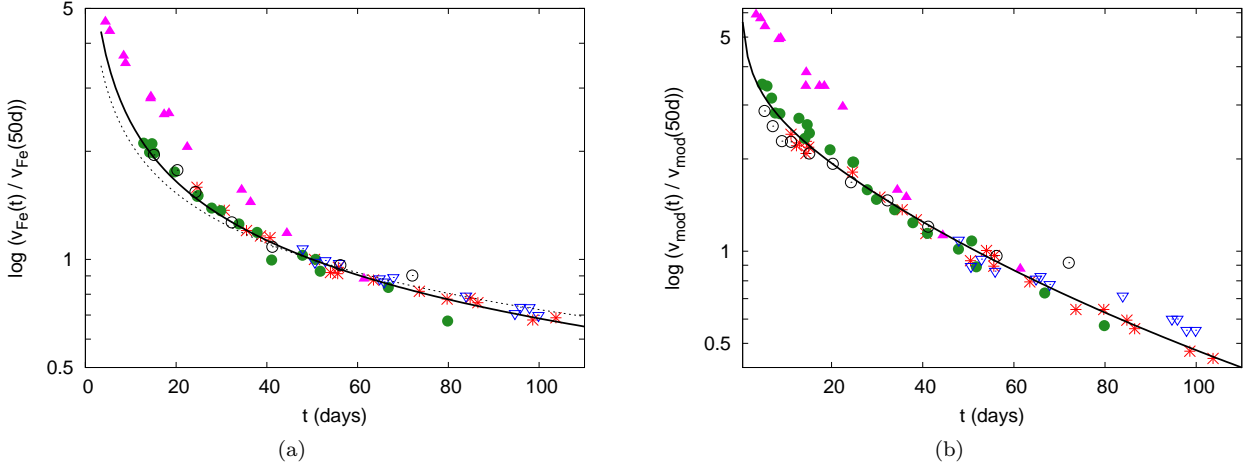 5
1
0.5
0 20 40 60 80 100
log (v_Fe(t) / v_Fe(50d))
t (days)
(a)
5
1
0.5
20 40 60 80 100
log (v_mod(t) / v_mod(50d))
t (days)
(b)